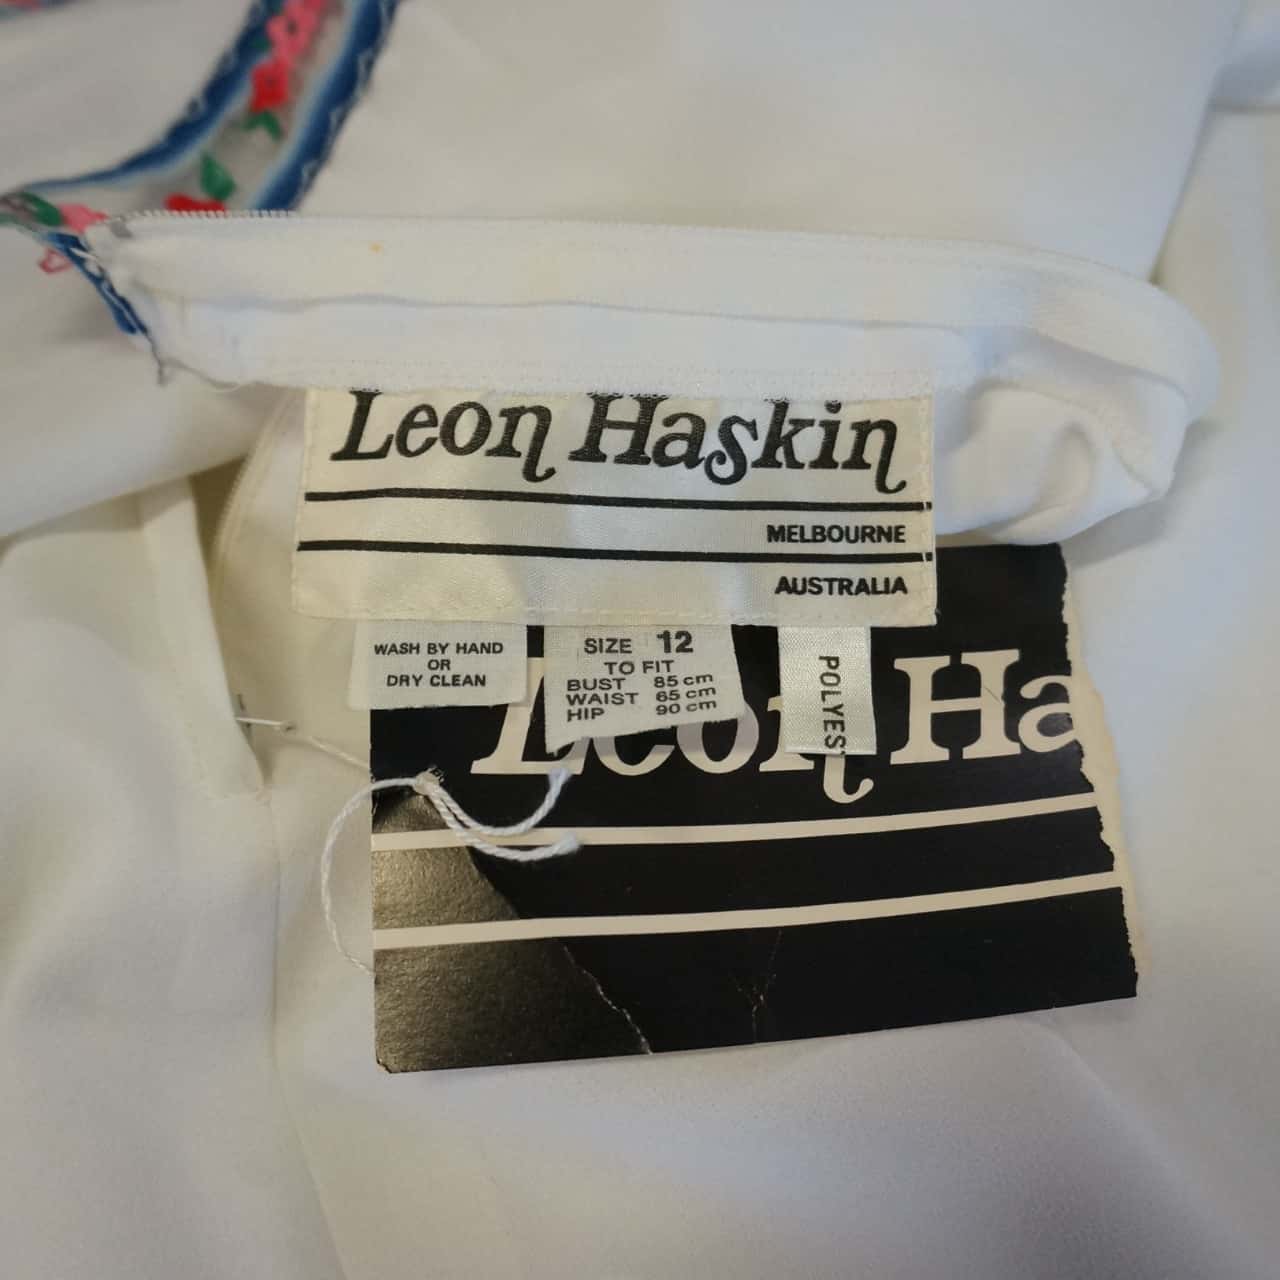 Leon Haskin
MELBOURNE
AUSTRALIA
WASH BY HAND
OR
DRY CLEAN
SIZE 12
TO FIT
BUST 85 cm
WAIST 65 cm
HIP 90 cm
POLYES
Leon Ha